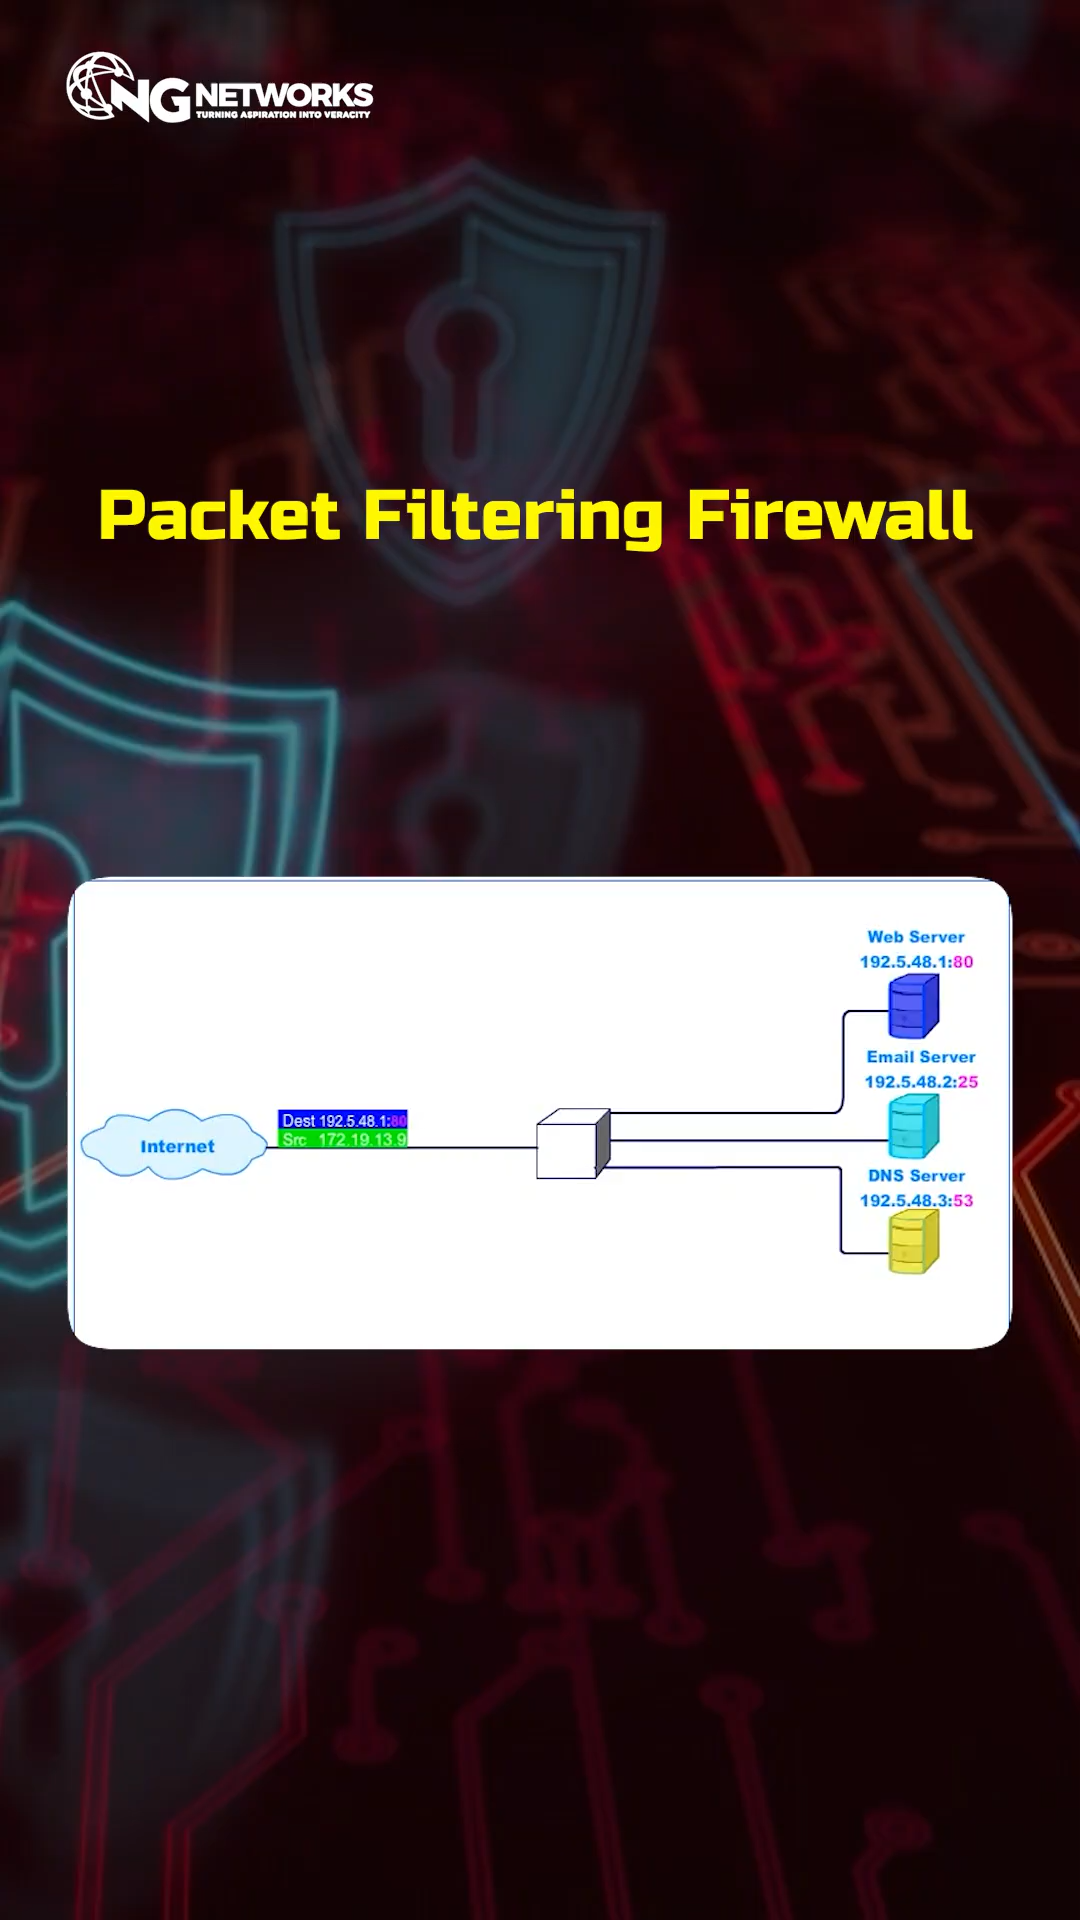 NG NETWORKS
TURNING ASPIRATION INTO VERACITY
Packet Filtering Firewall
Web Server
192.5.48.1:80
Email Server
192.5.48.2:25
Dest 192.5.48.1:80
Src 172.19.13.9
Internet
DNS Server
192.5.48.3:53